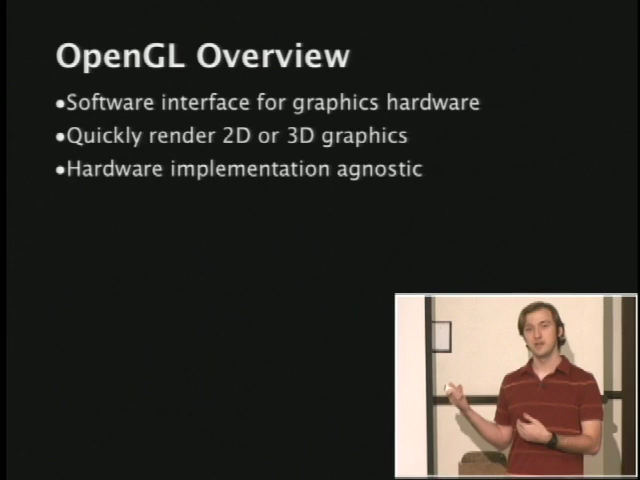 OpenGL Overview
•Software interface for graphics hardware
•Quickly render 2D or 3D graphics
•Hardware implementation agnostic